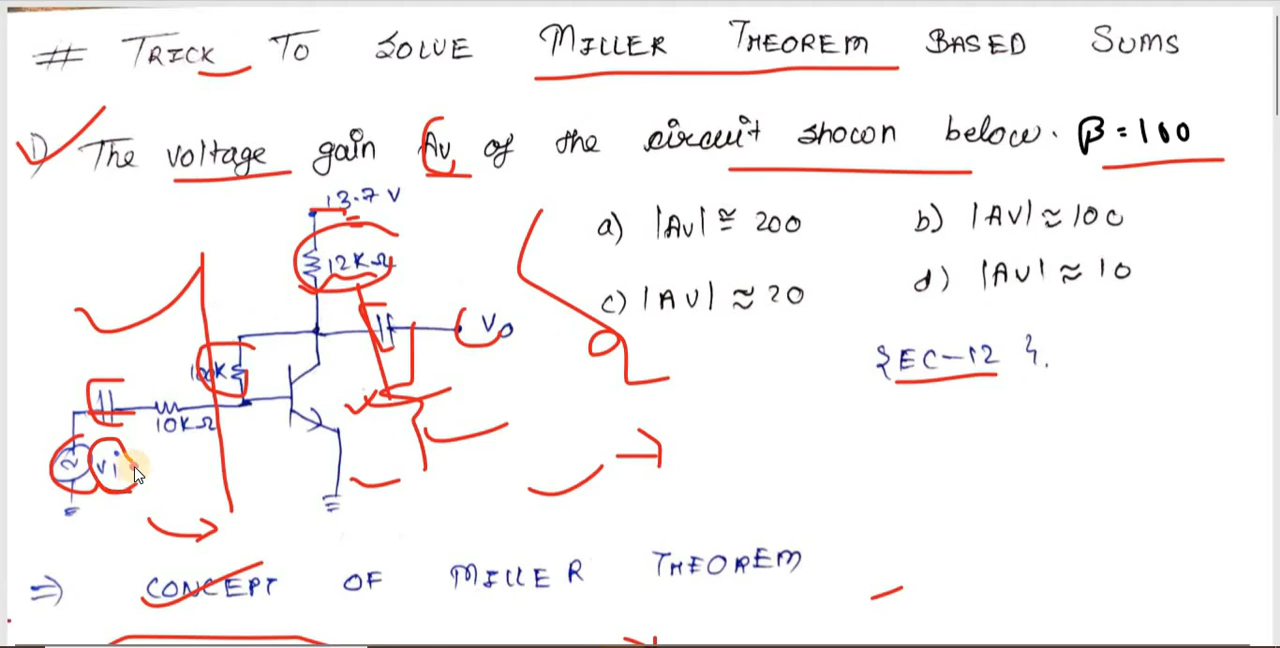 # TRICK TO SOLVE MILLER THEOREM BASED SUMS
1) The voltage gain Av of the circuit shown below. β = 100
13.7 V
12KΩ
a) |Av| ≅ 200
b) |AV| ≈ 100
c) |AV| ≈ 20
d) |AV| ≈ 10
Vo
100K
10KΩ
Vi
{EC-12}.
⇒ CONCEPT OF MILLER THEOREM